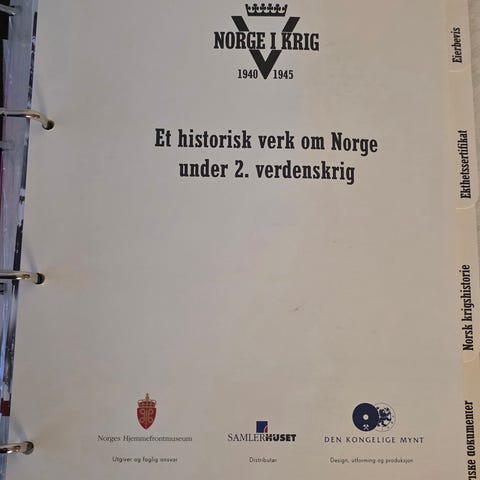 NORGE I KRIG
1940 1945
Et historisk verk om Norge
under 2. verdenskrig
Norges Hjemmefrontmuseum
Utgiver og faglig ansvar
SAMLERHUSET
Distributør
DEN KONGELIGE MYNT
Design, utforming og produksjon
Eierbevis
Ekthetssertifikat
Norsk krigshistorie
dokumenter